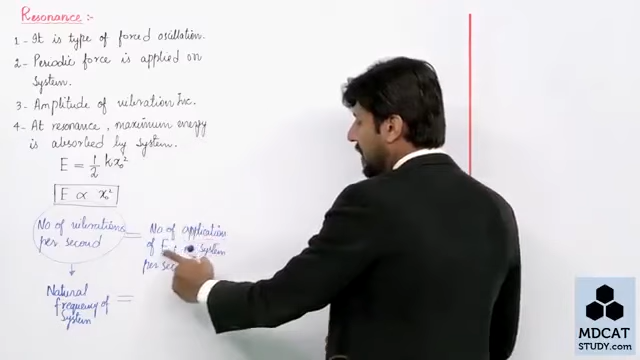 Resonance :-
1 - It is type of forced oscillation.
2 - Periodic force is applied on
System.
3 - Amplitude of vibration Inc.
4 - At resonance, maximum energy
is absorbed by System.
E = 1/2 kx₀²
E ∝ x₀²
No of vibrations
per second
=
No of application
of F System
per sec
Natural
frequency of
System
=
MDCAT
STUDY.com